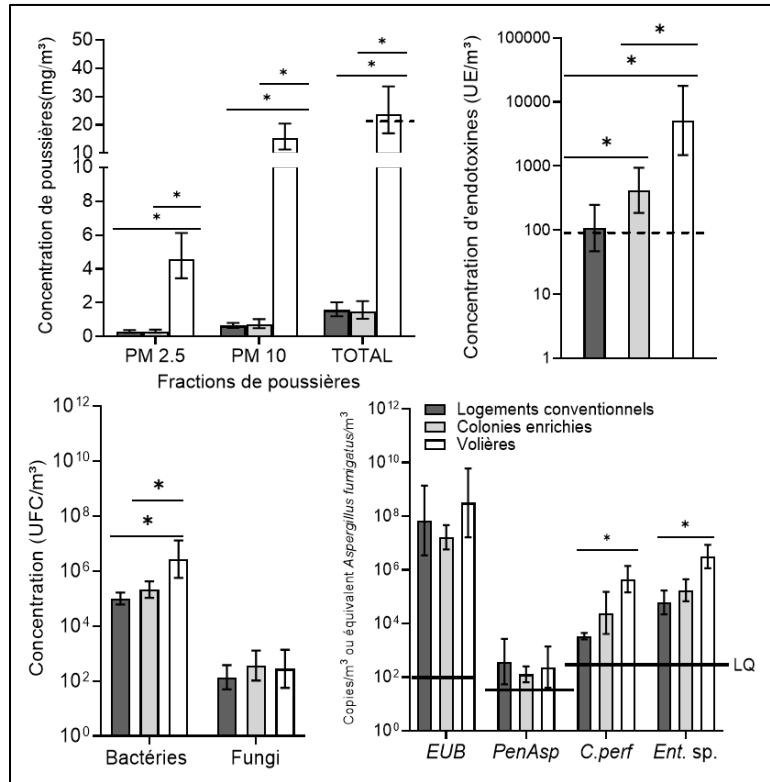 Concentration de poussières(mg/m³)
50
40
30
20
10
6
4
2
0
*
*
*
*
*
*
PM 2.5
PM 10
TOTAL
Fractions de poussières
Concentration d'endotoxines (UE/m³)
100000
10000
1000
100
10
1
*
*
*
Concentration (UFC/m³)
10¹²
10¹⁰
10⁸
10⁶
10⁴
10²
10⁰
*
*
Bactéries
Fungi
Copies/m³ ou équivalent Aspergillus fumigatus/m³
10¹²
10¹⁰
10⁸
10⁶
10⁴
10²
10⁰
Logements conventionnels
Colonies enrichies
Volières
*
*
LQ
EUB
PenAsp
C.perf
Ent. sp.